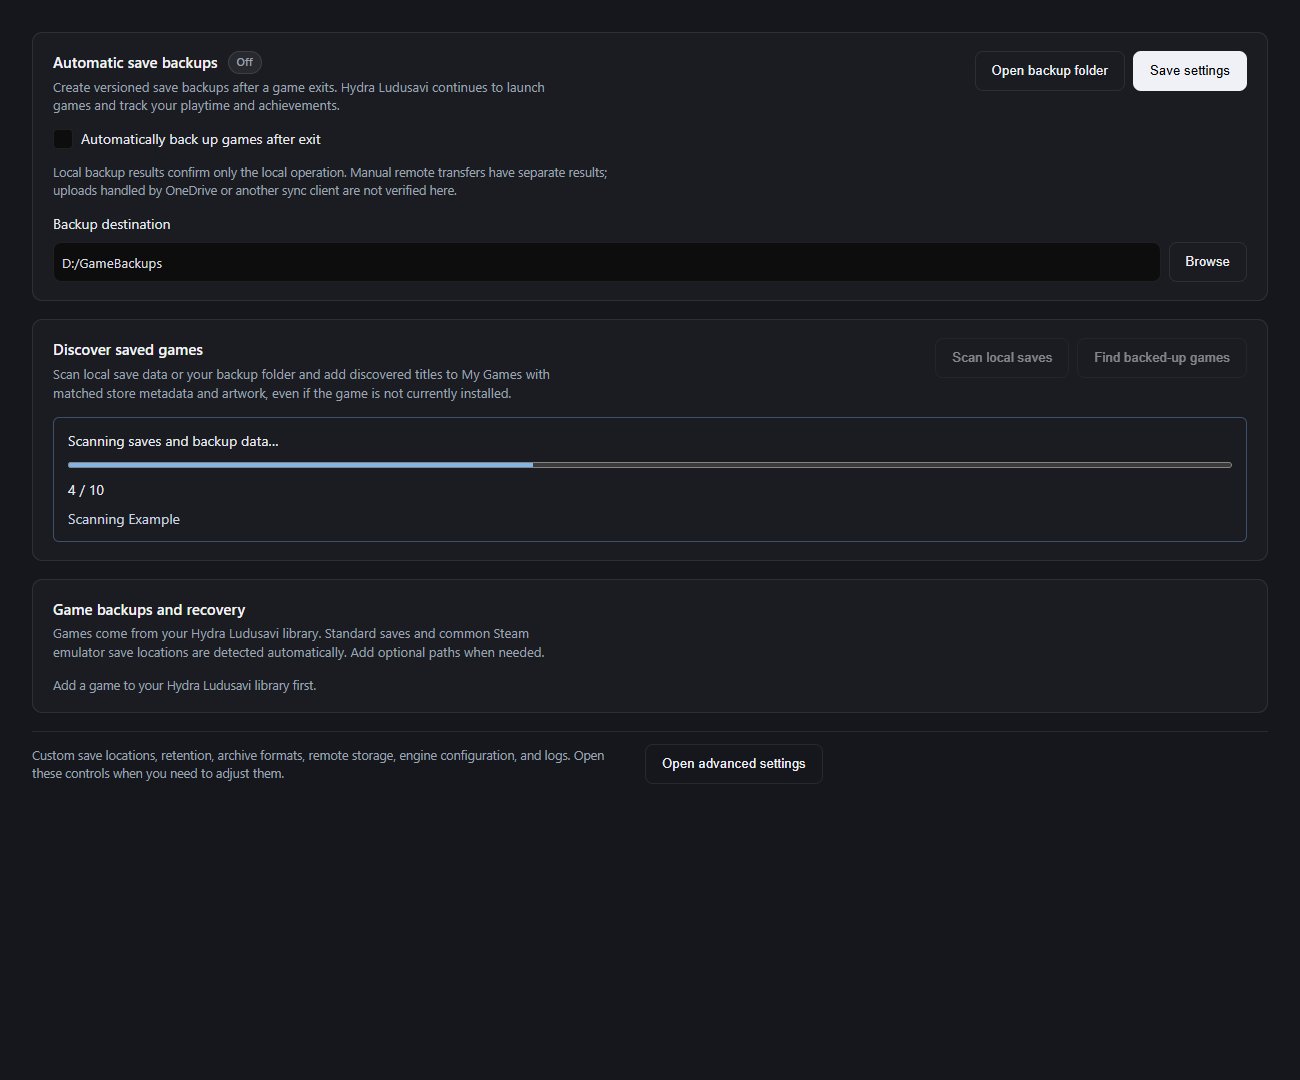 Automatic save backups Off
Open backup folder
Save settings
Create versioned save backups after a game exits. Hydra Ludusavi continues to launch
games and track your playtime and achievements.
Automatically back up games after exit
Local backup results confirm only the local operation. Manual remote transfers have separate results;
uploads handled by OneDrive or another sync client are not verified here.
Backup destination
D:/GameBackups
Browse
Discover saved games
Scan local saves
Find backed-up games
Scan local save data or your backup folder and add discovered titles to My Games with
matched store metadata and artwork, even if the game is not currently installed.
Scanning saves and backup data...
4 / 10
Scanning Example
Game backups and recovery
Games come from your Hydra Ludusavi library. Standard saves and common Steam
emulator save locations are detected automatically. Add optional paths when needed.
Add a game to your Hydra Ludusavi library first.
Custom save locations, retention, archive formats, remote storage, engine configuration, and logs. Open
these controls when you need to adjust them.
Open advanced settings